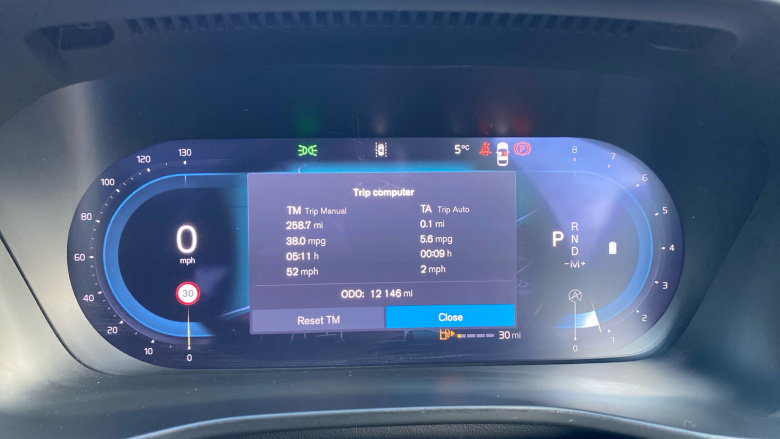 130
120
100
80
60
40
20
10
0
0
mph
30
5°C
P
Trip computer
TM Trip Manual
258.7 mi
38.0 mpg
05:11 h
52 mph
TA Trip Auto
0.1 mi
5.6 mpg
00:09 h
2 mph
ODO: 12 146 mi
Reset TM
Close
30 mi
P
R
N
D
-M+
A
8
7
6
5
4
3
2
1
0